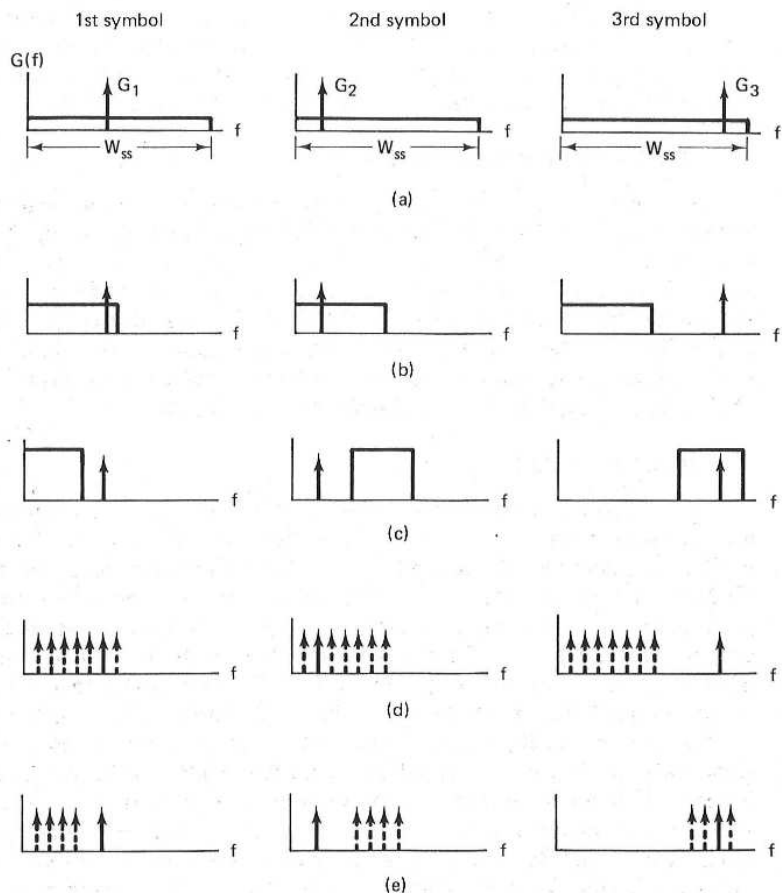 1st symbol 2nd symbol 3rd symbol
G(f)
G1 G2 G3
f f f
Wss Wss Wss
(a)
f f f
(b)
f f f
(c)
f f f
(d)
f f f
(e)